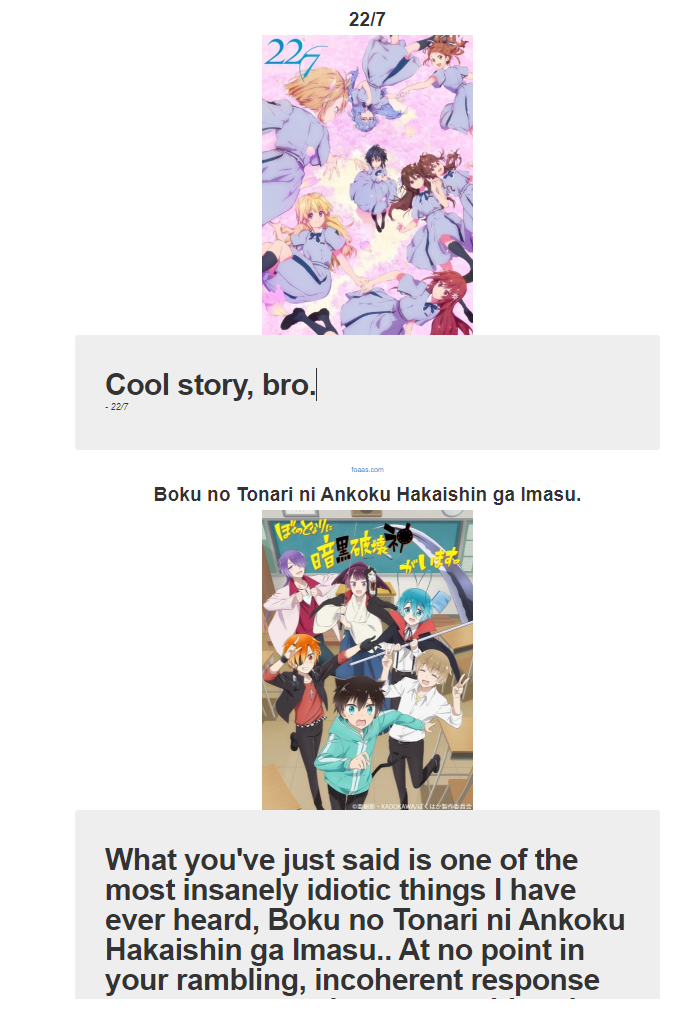 22/7
22/7
Cool story, bro.
- 22/7
foaas.com
Boku no Tonari ni Ankoku Hakaishin ga Imasu.
ぼくのとなりに
暗黒破壊神
がいます。
What you've just said is one of the
most insanely idiotic things I have
ever heard, Boku no Tonari ni Ankoku
Hakaishin ga Imasu.. At no point in
your rambling, incoherent response